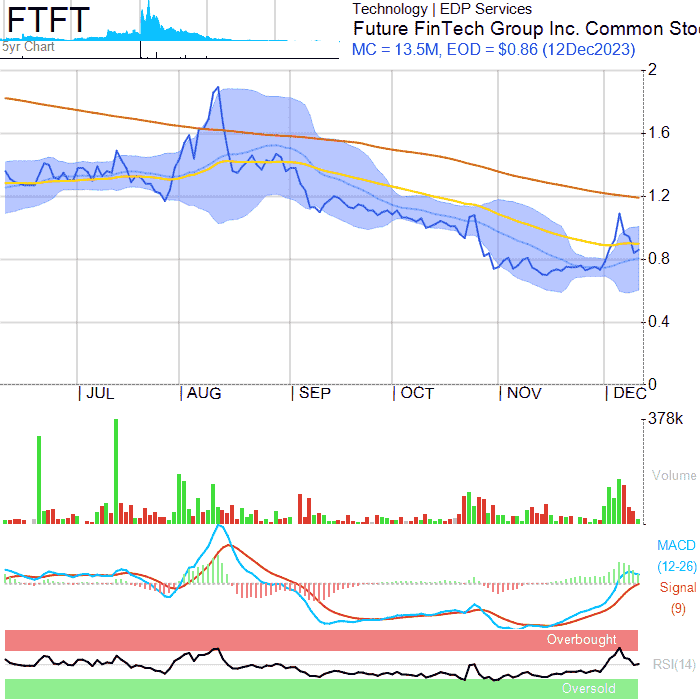 FTFT
5yr Chart
Technology | EDP Services
Future FinTech Group Inc. Common Sto
MC = 13.5M, EOD = $0.86 (12Dec2023)
2
1.6
1.2
0.8
0.4
0
JUL AUG SEP OCT NOV DEC
378k
Volume
MACD
(12-26)
Signal
(9)
Overbought
RSI(14)
Oversold